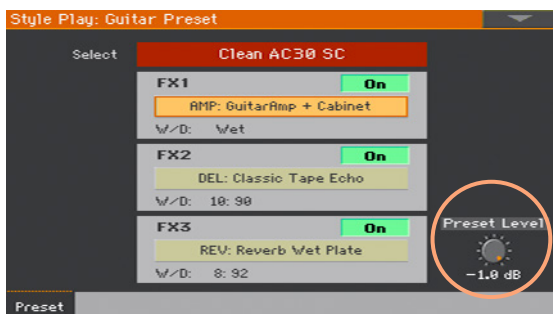 Style Play: Guitar Preset
Select
Clean AC30 SC
FX1
On
AMP: GuitarAmp + Cabinet
W/D: Wet
FX2
On
DEL: Classic Tape Echo
W/D: 10:90
FX3
On
REV: Reverb Wet Plate
W/D: 8:92
Preset Level
-1.0 dB
Preset